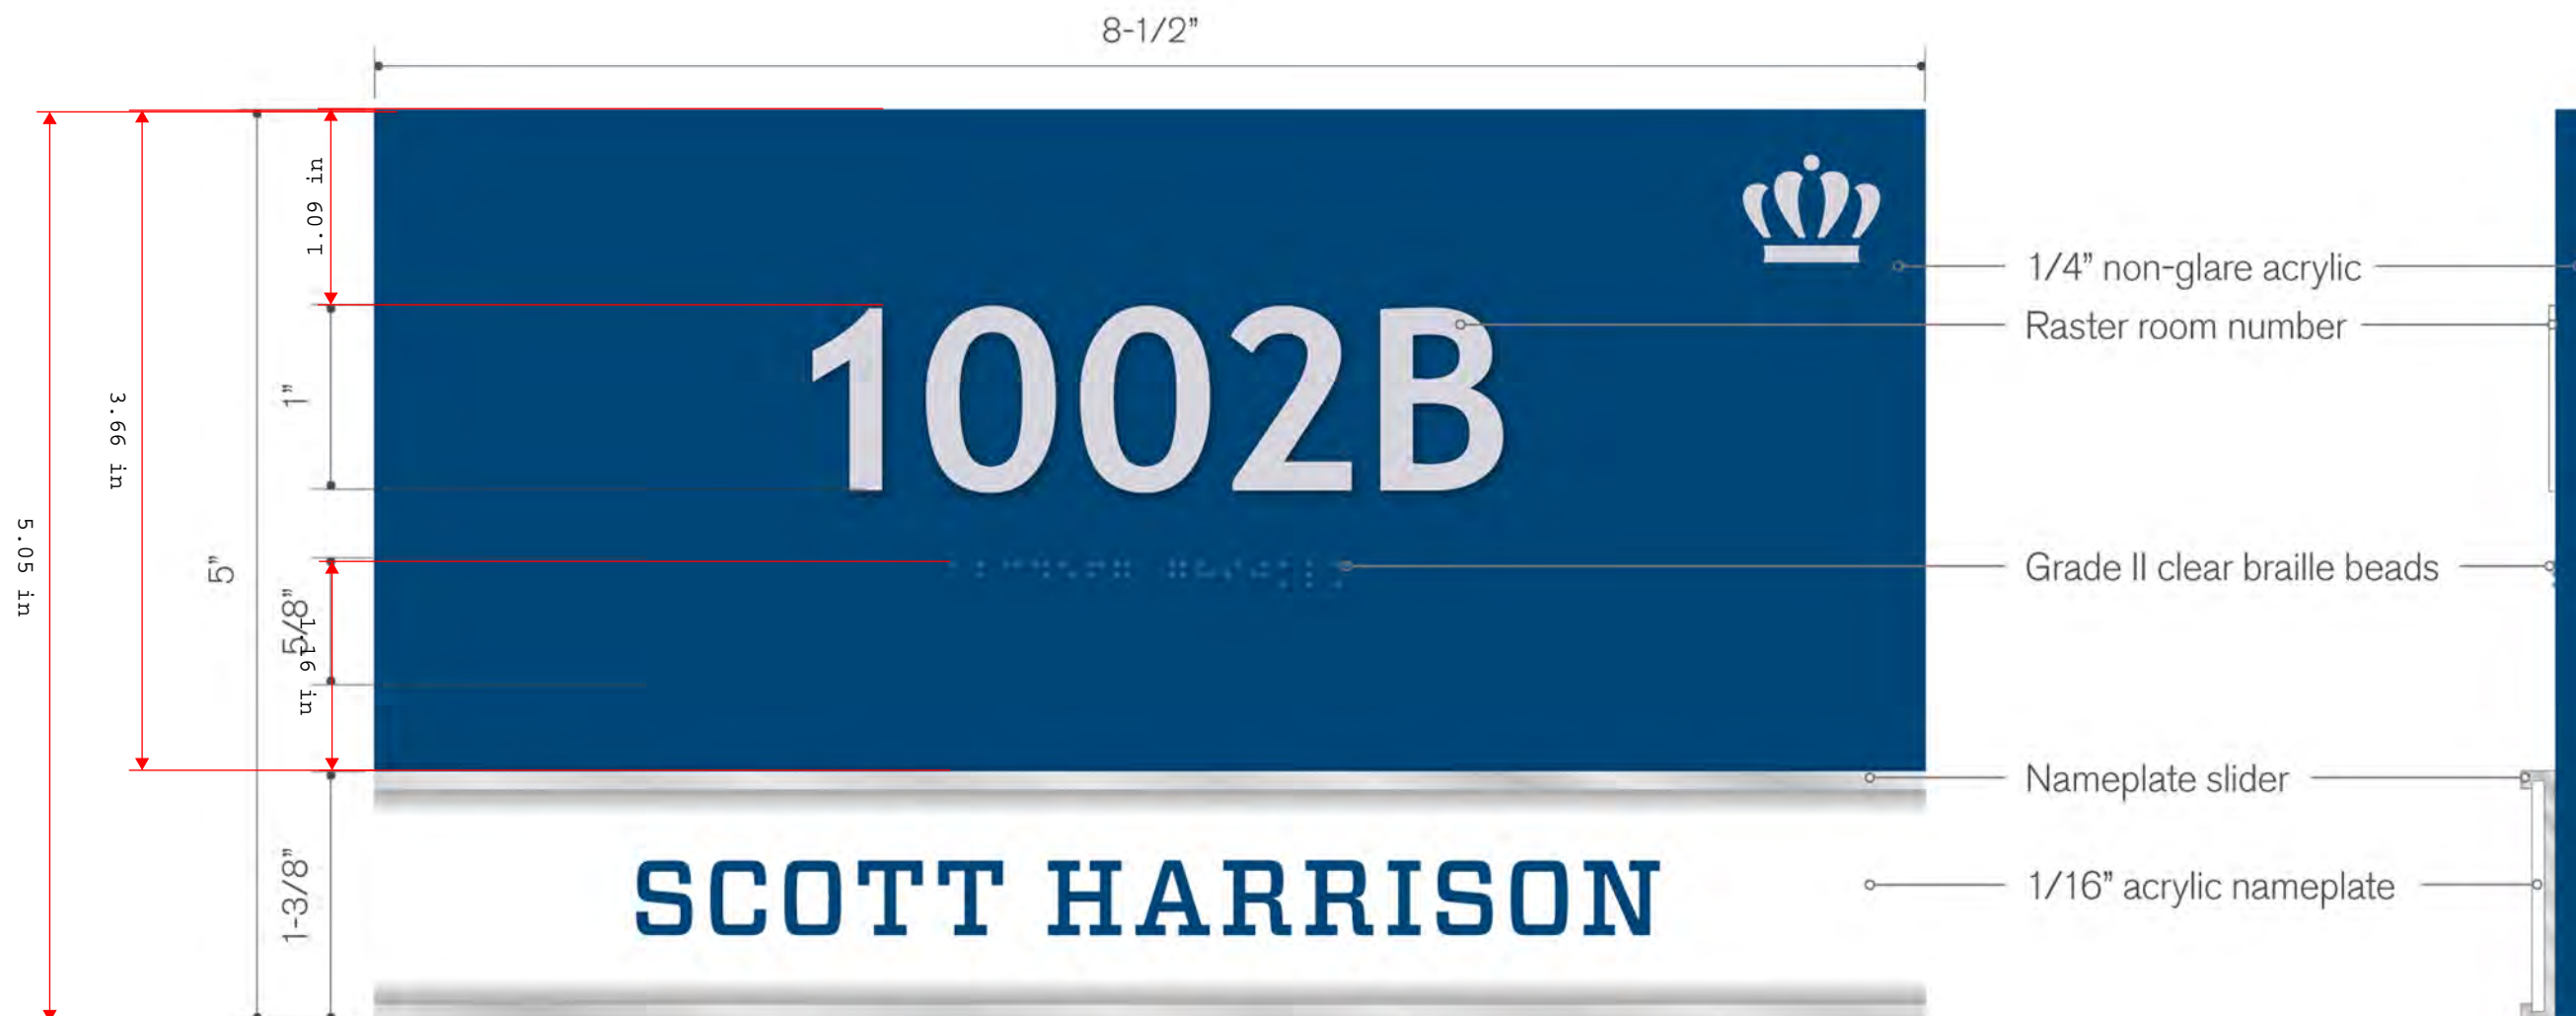 8-1/2”
1.09 in
1/4” non-glare acrylic
1002B
Raster room number
1”
3.66 in
5.05 in
5”
Grade II clear braille beads
5/8”
1.16 in
Nameplate slider
SCOTT HARRISON
1/16” acrylic nameplate
1-3/8”